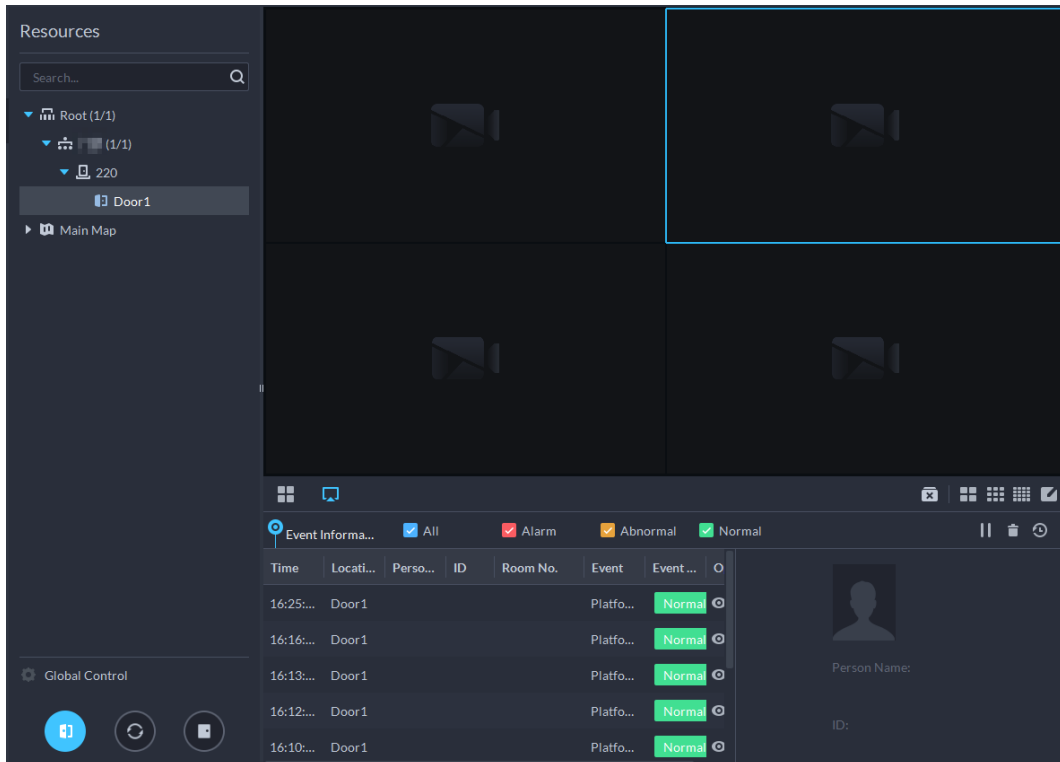 Resources
Search...
Root (1/1)
(1/1)
220
Door1
Main Map
Global Control
Event Informa... All Alarm Abnormal Normal
Time Locati... Perso... ID Room No. Event Event ... O
16:25:... Door1 Platfo... Normal
16:16:... Door1 Platfo... Normal
16:13:... Door1 Platfo... Normal
16:12:... Door1 Platfo... Normal
16:10:... Door1 Platfo... Normal
Person Name:
ID: